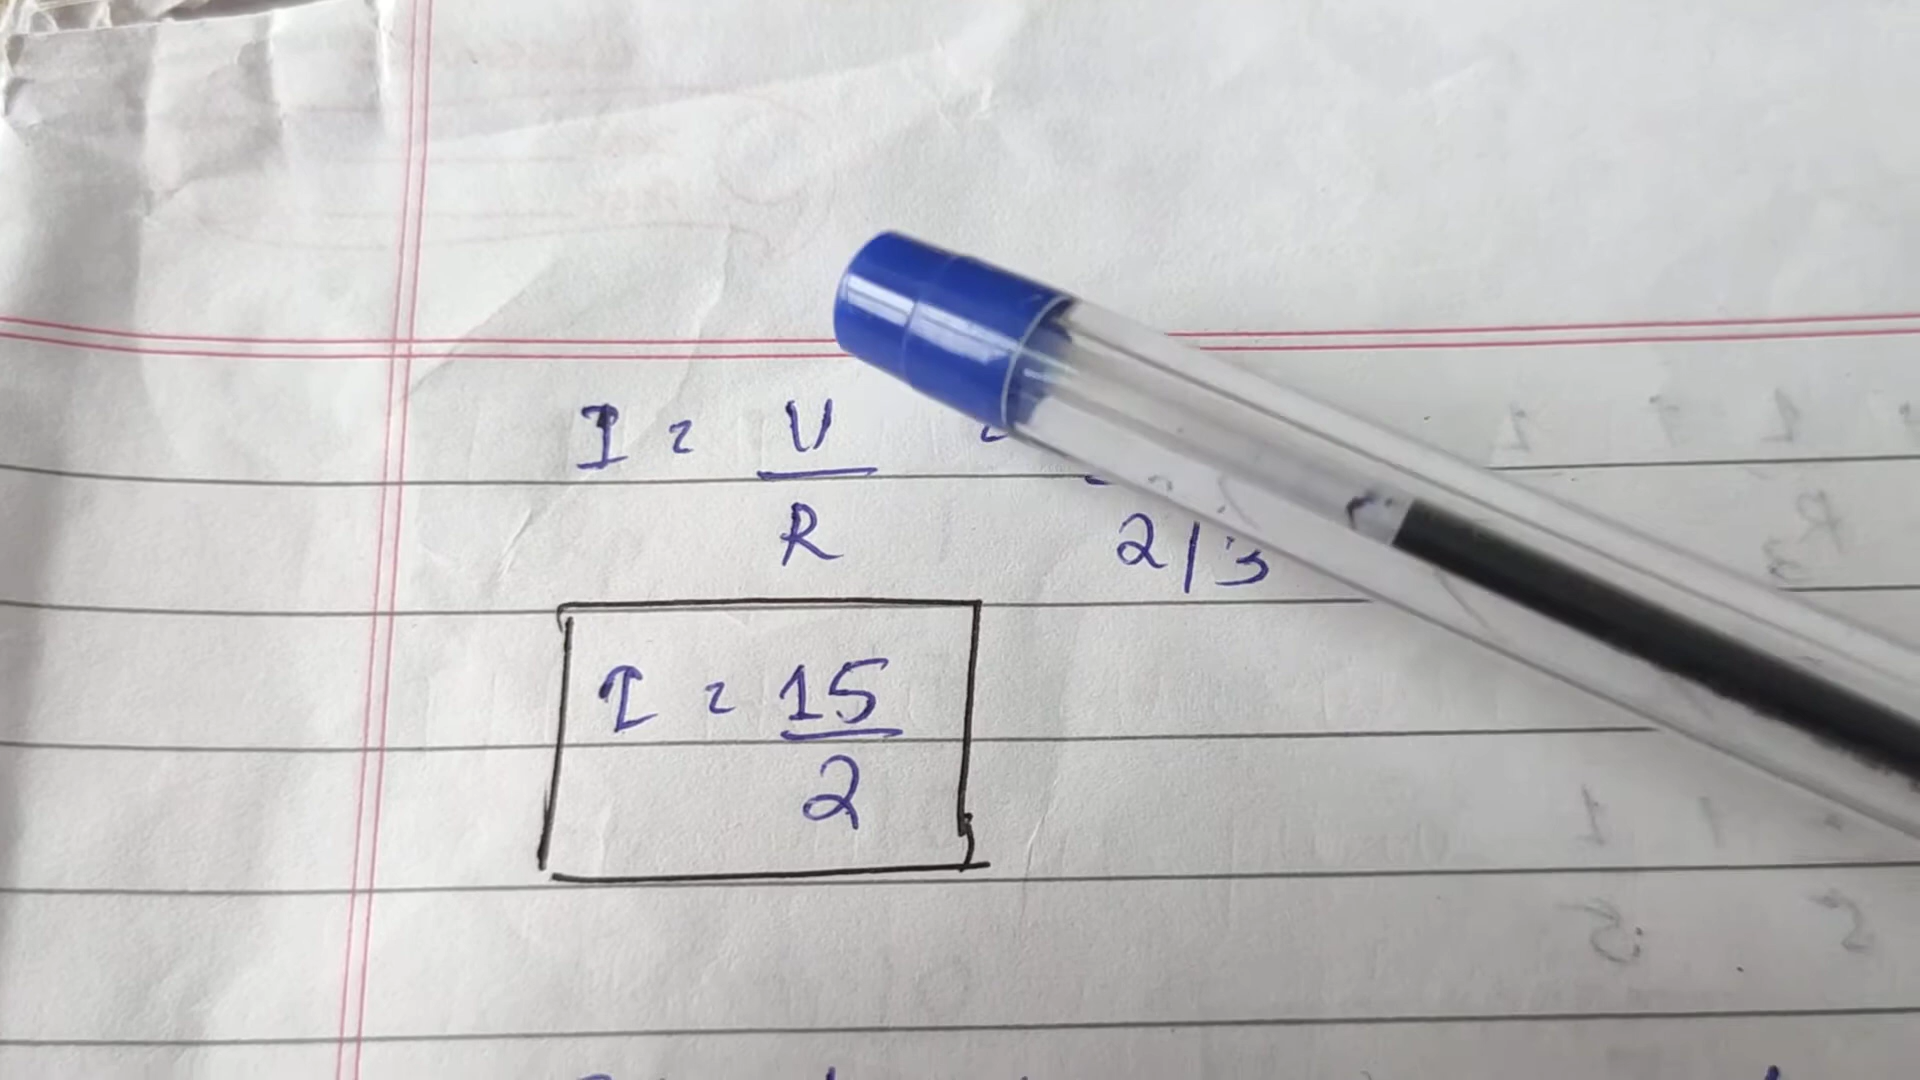 I = V/R = /2/3
I = 15/2